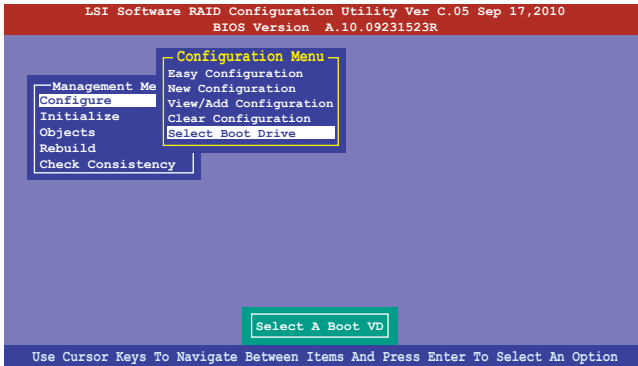 LSI Software RAID Configuration Utility Ver C.05 Sep 17,2010
BIOS Version A.10.09231523R
Management Me
Configure
Initialize
Objects
Rebuild
Check Consistency
Configuration Menu
Easy Configuration
New Configuration
View/Add Configuration
Clear Configuration
Select Boot Drive
Select A Boot VD
Use Cursor Keys To Navigate Between Items And Press Enter To Select An Option